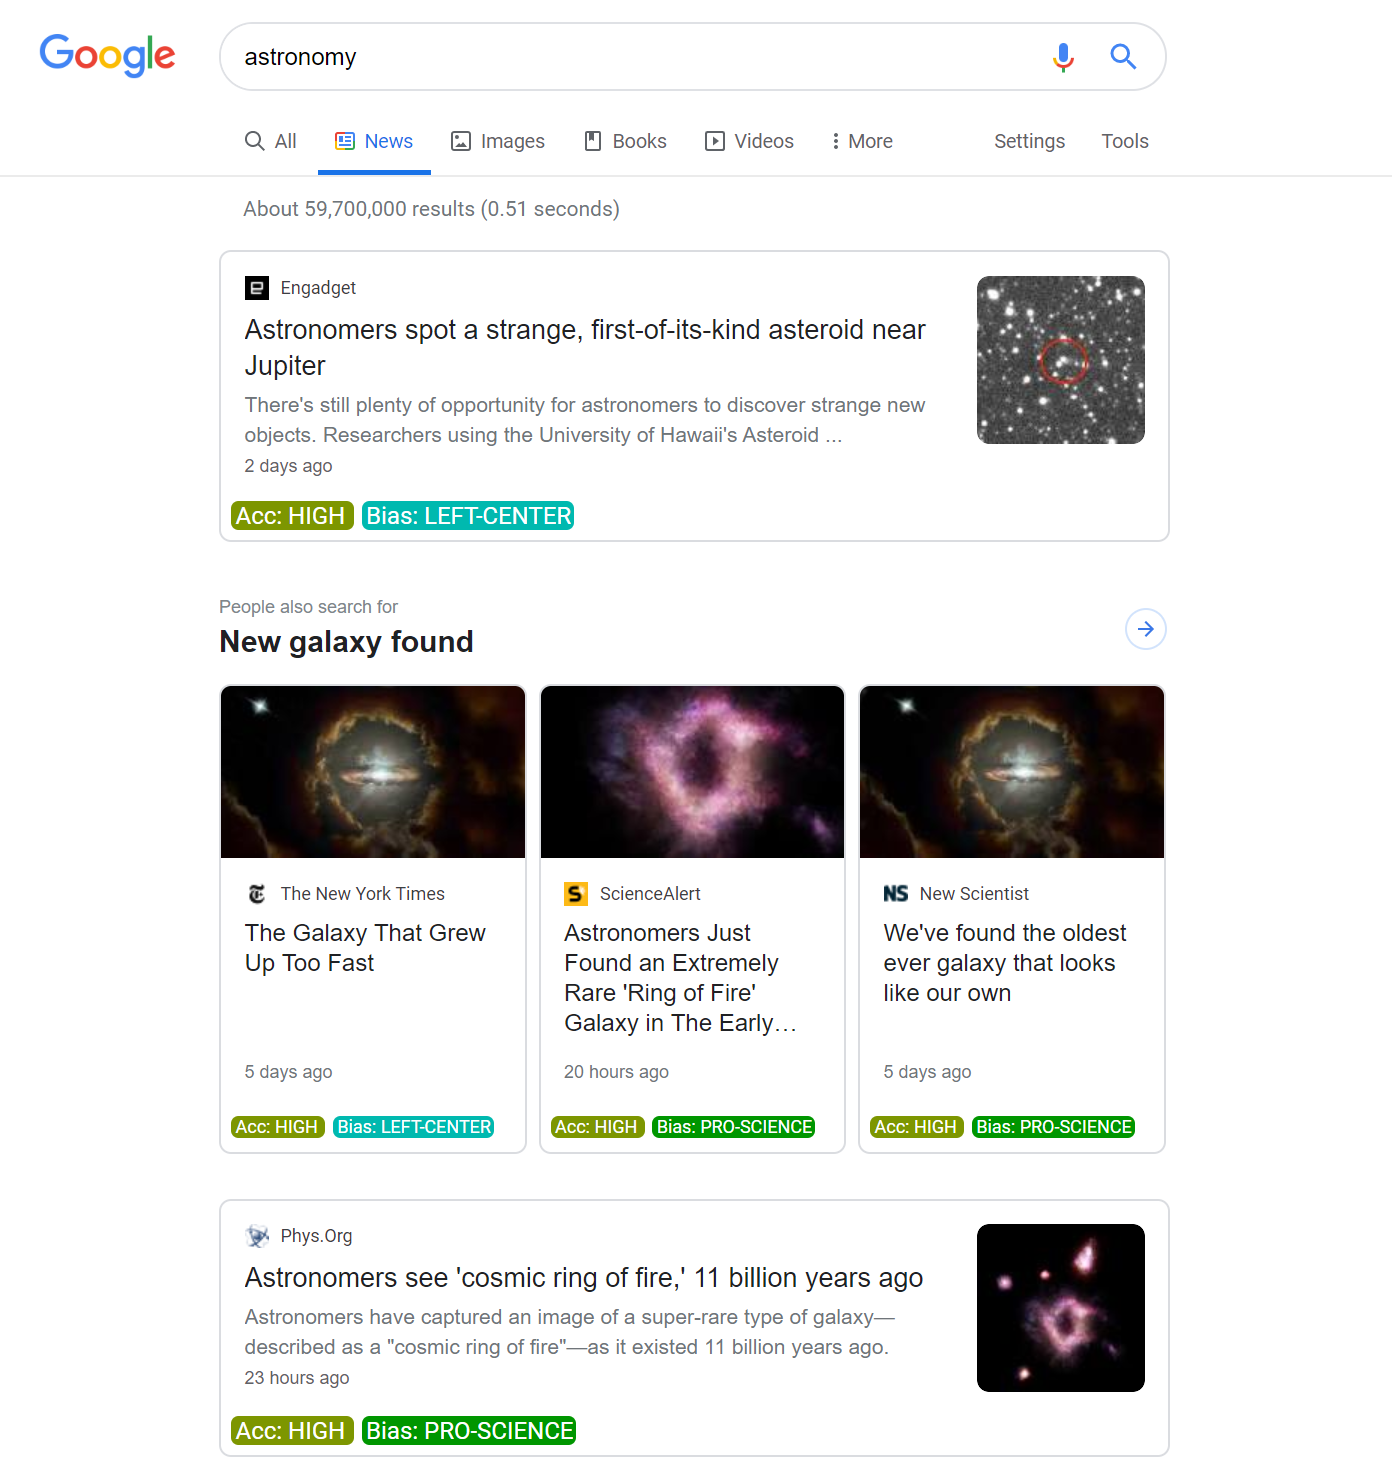 Google
astronomy
All News Images Books Videos More Settings Tools
About 59,700,000 results (0.51 seconds)
Engadget
Astronomers spot a strange, first-of-its-kind asteroid near
Jupiter
There's still plenty of opportunity for astronomers to discover strange new
objects. Researchers using the University of Hawaii's Asteroid ...
2 days ago
Acc: HIGH Bias: LEFT-CENTER
People also search for
New galaxy found
The New York Times
The Galaxy That Grew
Up Too Fast
5 days ago
Acc: HIGH Bias: LEFT-CENTER
S ScienceAlert
Astronomers Just
Found an Extremely
Rare 'Ring of Fire'
Galaxy in The Early…
20 hours ago
Acc: HIGH Bias: PRO-SCIENCE
NS New Scientist
We've found the oldest
ever galaxy that looks
like our own
5 days ago
Acc: HIGH Bias: PRO-SCIENCE
Phys.Org
Astronomers see 'cosmic ring of fire,' 11 billion years ago
Astronomers have captured an image of a super-rare type of galaxy—
described as a "cosmic ring of fire"—as it existed 11 billion years ago.
23 hours ago
Acc: HIGH Bias: PRO-SCIENCE